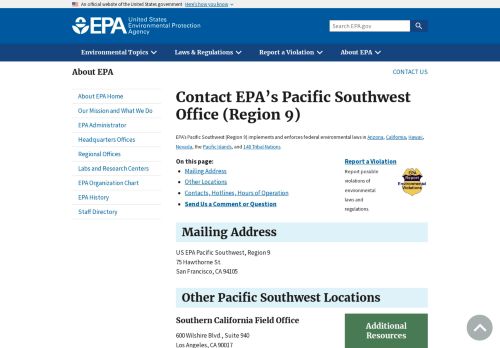 An official website of the United States government Here's how you know
EPA United States Environmental Protection Agency
Search EPA.gov
Environmental Topics Laws & Regulations Report a Violation About EPA
About EPA
CONTACT US
About EPA Home
Our Mission and What We Do
EPA Administrator
Headquarters Offices
Regional Offices
Labs and Research Centers
EPA Organization Chart
EPA History
Staff Directory
Contact EPA’s Pacific Southwest
Office (Region 9)
EPA's Pacific Southwest (Region 9) implements and enforces federal environmental laws in Arizona, California, Hawaii,
Nevada, the Pacific Islands, and 148 Tribal Nations.
On this page:
Mailing Address
Other Locations
Contacts, Hotlines, Hours of Operation
Send Us a Comment or Question
Report a Violation
Report possible
violations of
environmental
laws and
regulations.
EPA
Report
Environmental
Violations
Mailing Address
US EPA Pacific Southwest, Region 9
75 Hawthorne St.
San Francisco, CA 94105
Other Pacific Southwest Locations
Southern California Field Office
600 Wilshire Blvd., Suite 940
Los Angeles, CA 90017
Additional
Resources